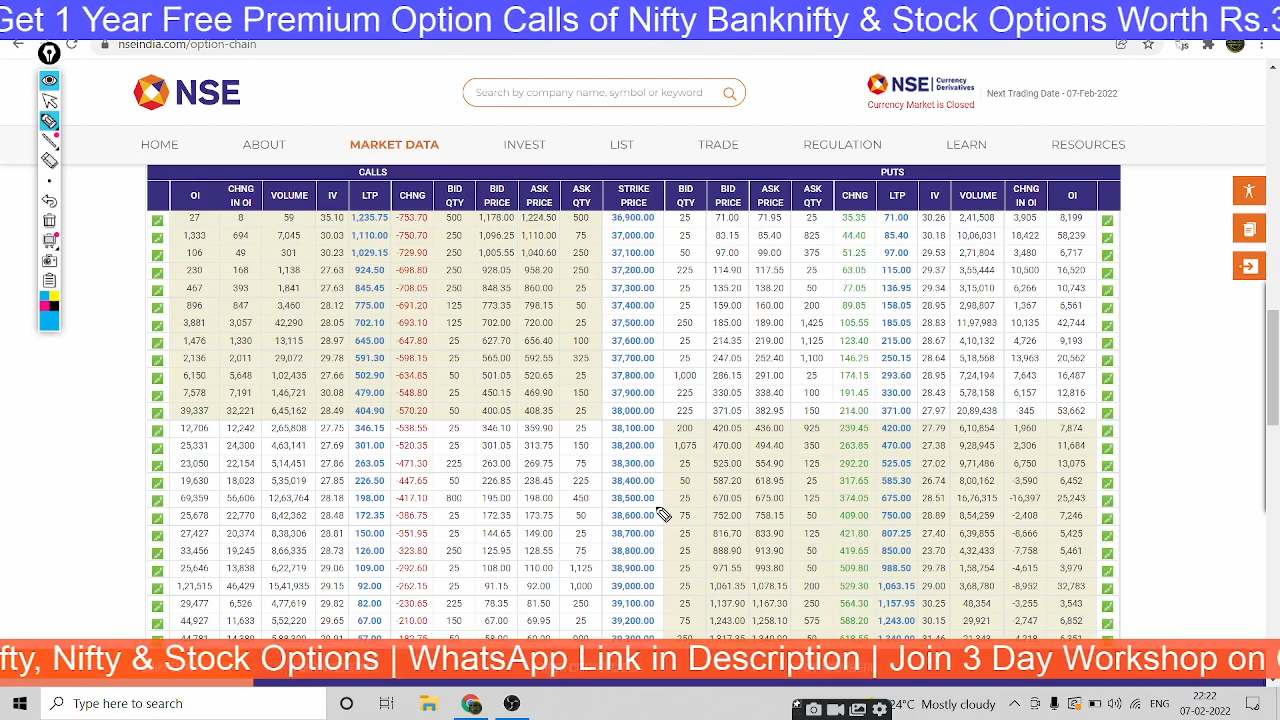 Get 1 Year Free Premium Option Calls of Nifty Banknifty & Stock Options Worth Rs.3
nseindia.com/option-chain
NSE
Search by company name, symbol or keyword
NSE Currency Derivatives
Currency Market is Closed
Next Trading Date - 07-Feb-2022
HOME ABOUT MARKET DATA INVEST LIST TRADE REGULATION LEARN RESOURCES
CALLS PUTS
OI CHNG IN OI VOLUME IV LTP CHNG BID QTY BID PRICE ASK PRICE ASK QTY STRIKE PRICE BID QTY BID PRICE ASK PRICE ASK QTY CHNG LTP IV VOLUME CHNG IN OI OI
27 8 59 35.10 1,235.75 -753.70 500 1,178.00 1,224.50 500 36,900.00 25 71.00 71.95 25 35.35 71.00 30.26 2,41,508 3,905 8,199
1,333 694 7,045 30.03 1,110.00 -750.70 250 1,096.25 1,110 75 37,000.00 25 83.15 85.40 825 44.40 85.40 30.18 10,06,031 18,422 58,239
106 49 301 30.23 1,029.15 -729.90 250 1,005.55 1,040.60 250 37,100.00 50 97.00 99.00 375 51.25 97.00 29.53 2,71,804 3,480 6,717
230 168 1,138 27.63 924.50 -698.80 250 928.05 958.20 250 37,200.00 225 114.90 117.55 25 63.05 115.00 29.37 3,55,444 10,500 16,520
467 393 1,841 27.63 845.45 -708.05 250 848.35 25 37,300.00 50 135.20 138.20 50 77.05 136.95 29.34 3,15,010 6,266 10,743
896 847 3,460 28.12 775.00 -691.20 125 773.35 798.15 50 37,400.00 25 159.00 160.00 200 89.85 158.05 28.95 2,98,807 1,367 6,561
3,881 3,057 42,290 28.05 702.10 -693.10 125 702.00 720.00 25 37,500.00 250 185.00 189.00 1,425 105.55 185.05 28.83 11,97,983 10,135 42,744
1,476 1,330 13,115 28.97 645.00 -647.80 25 627.70 656.40 100 37,600.00 25 214.35 219.00 1,125 123.40 215.00 28.67 4,10,132 4,726 9,193
2,136 2,011 29,072 28.78 591.30 -598.15 25 565.00 592.55 325 37,700.00 25 247.05 252.40 1,100 146.25 250.15 28.64 5,18,568 13,963 20,562
6,150 5,648 1,02,435 27.66 502.90 -634.85 25 501.05 520.65 25 37,800.00 1,000 286.15 291.00 25 174.15 293.60 28.95 7,24,194 7,643 16,487
7,578 7,191 1,46,721 30.08 479.00 -548.80 25 450.15 469.90 150 37,900.00 225 330.05 338.40 100 191.45 330.00 28.43 5,78,158 6,157 12,816
39,337 32,221 6,45,162 28.49 404.90 -570.20 50 400.05 408.35 25 38,000.00 225 371.05 382.95 150 214.00 371.00 27.97 20,89,438 -345 53,662
12,706 12,242 2,65,808 27.75 346.15 -538.55 25 346.10 359.90 25 38,100.00 200 420.05 436.00 925 239.45 420.00 27.79 6,10,854 1,960 7,874
25,331 24,300 4,63,141 27.69 301.00 -520.35 25 301.05 313.75 150 38,200.00 1,075 470.00 494.40 350 263.85 470.00 27.38 9,28,945 2,306 11,684
23,050 22,154 5,14,451 27.86 263.05 -471.30 225 263.00 269.75 75 38,300.00 25 525.00 554.90 125 292.20 525.05 27.02 9,71,486 6,750 13,075
19,630 18,023 5,35,019 27.85 226.50 -447.65 25 226.85 238.45 225 38,400.00 50 587.20 618.95 25 317.65 585.30 26.74 8,00,162 -3,590 6,452
69,359 56,606 12,63,764 28.18 198.00 -417.10 800 195.00 198.00 450 38,500.00 25 670.05 675.00 125 374.05 675.00 28.51 16,76,315 -16,397 25,243
25,678 22,770 8,42,362 28.48 172.35 -386.75 25 172.35 173.75 50 38,600.00 75 752.00 758.15 50 409.00 750.00 28.89 8,54,259 -2,408 7,246
27,427 20,374 8,38,306 28.81 150.00 -351.95 25 144.65 149.00 25 38,700.00 25 816.70 833.90 125 421.80 807.25 27.40 6,39,855 -8,666 5,425
33,456 19,245 8,66,335 28.73 126.00 -323.80 250 125.95 128.55 75 38,800.00 25 888.90 913.90 50 419.65 850.00 23.70 4,32,433 -7,758 5,461
25,646 13,838 6,22,719 29.06 109.00 -292.60 25 108.00 110.00 1,125 38,900.00 25 971.55 993.80 50 509.80 988.50 29.27 1,58,754 -4,615 3,979
1,21,515 46,429 15,41,935 29.15 92.00 -262.15 25 91.15 92.00 1,000 39,000.00 25 1,061.35 1,078.15 200 529.30 1,063.15 29.00 3,68,780 -8,952 32,783
29,477 6,526 4,77,619 29.82 82.00 -230.65 225 78.35 81.50 250 39,100.00 25 1,137.90 1,167.30 250 564.30 1,157.95 30.25 48,354 -3,255 3,543
44,927 11,633 5,52,220 29.65 67.00 -210.00 150 67.00 69.95 25 39,200.00 75 1,243.00 1,258.10 575 588.20 1,243.00 30.15 29,921 -2,747 6,852
fty, Nifty & Stock Options | WhatsApp Link in Description | Join 3 Day Workshop on
Type here to search
24°C Mostly cloudy
ENG
22:22
07-02-2022